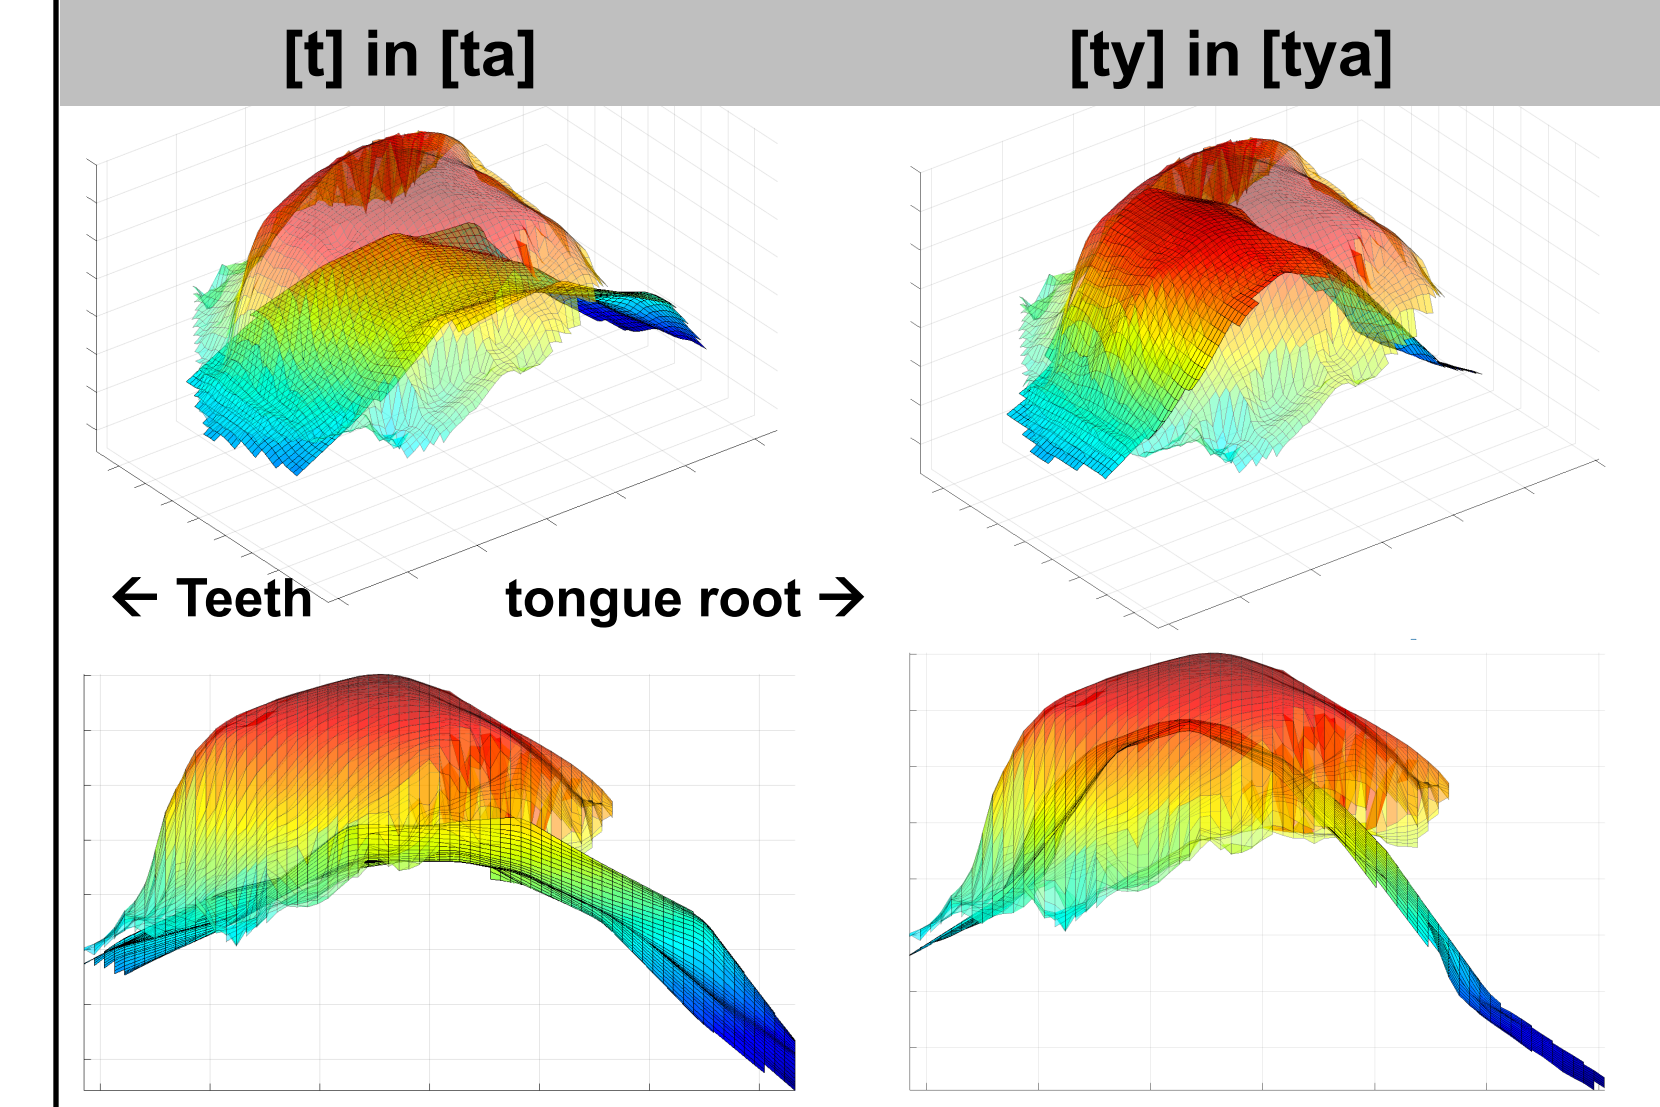 [t] in [ta]
[ty] in [tya]
← Teeth
tongue root →